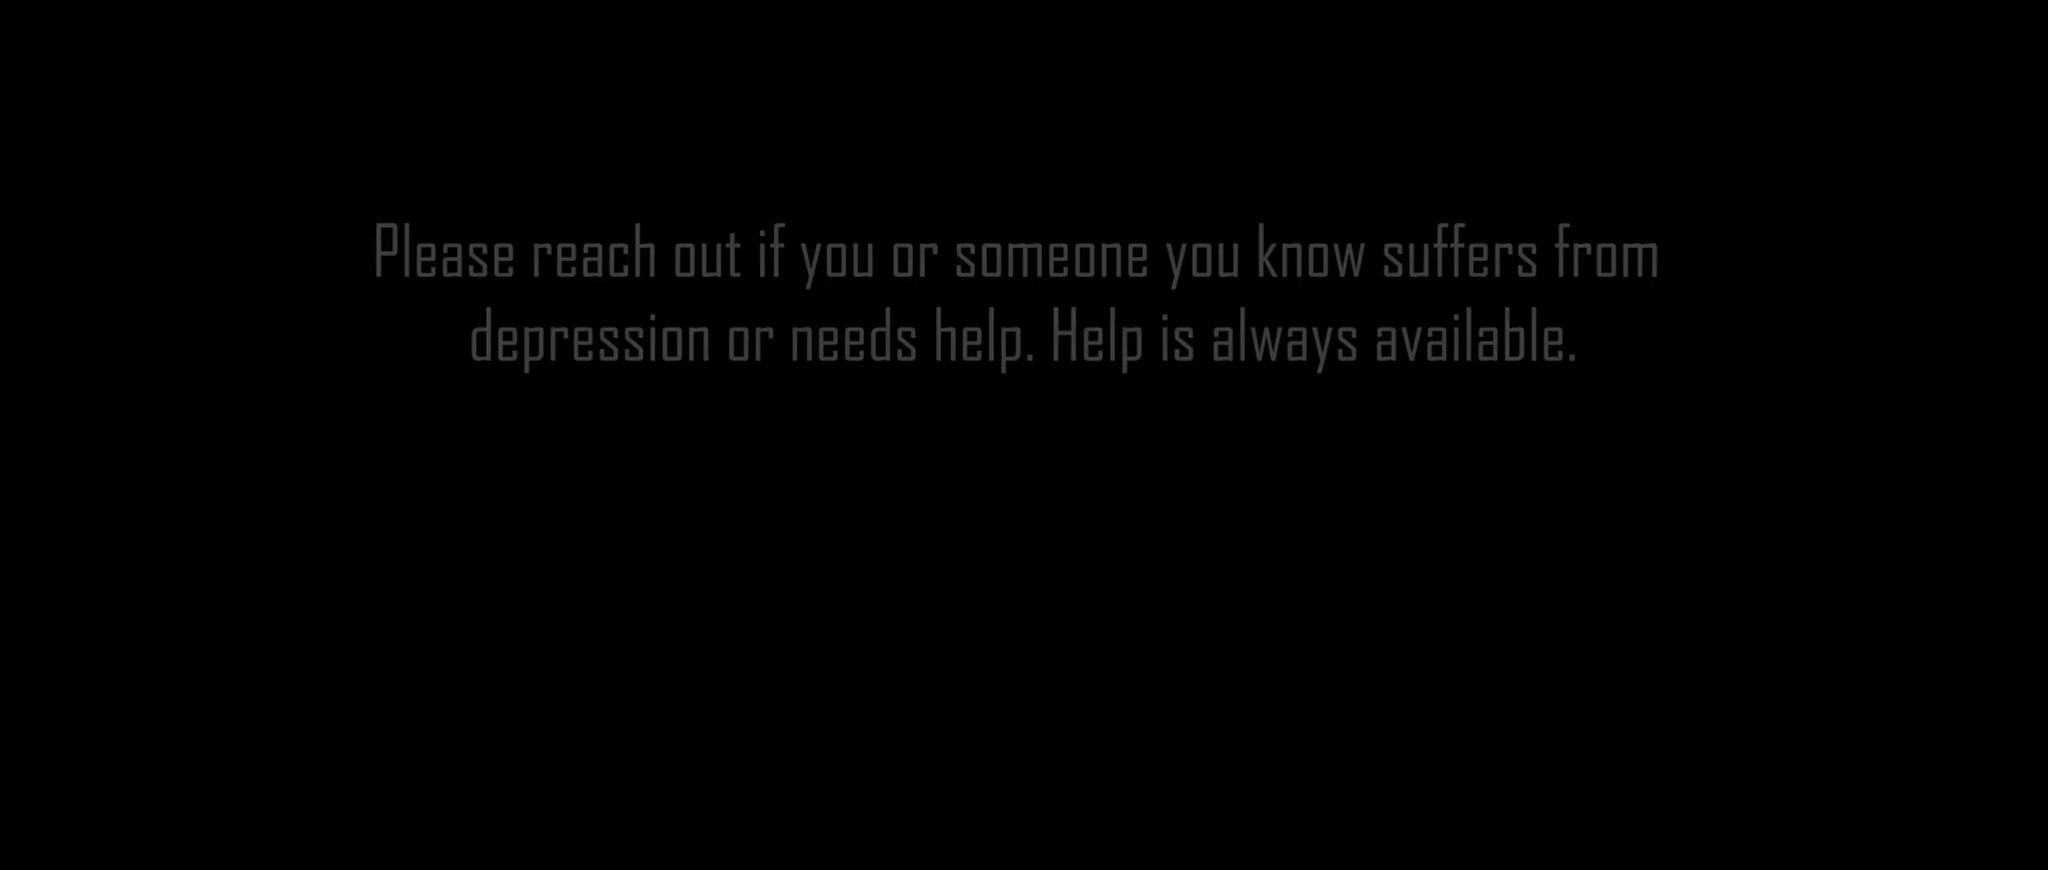 Please reach out if you or someone you know suffers from
depression or needs help. Help is always available.